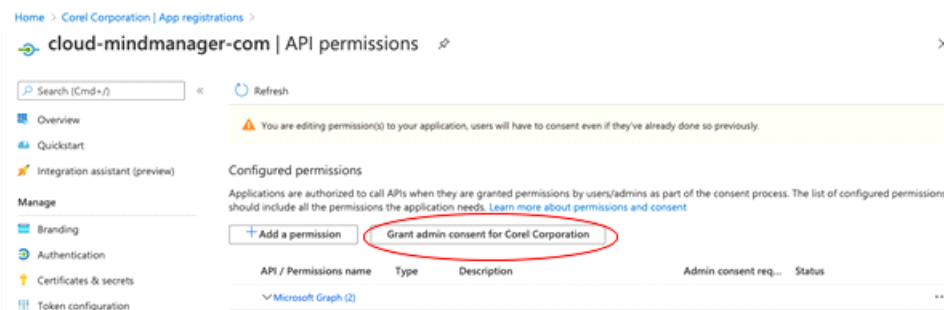 Home > Corel Corporation | App registrations >
cloud-mindmanager-com | API permissions
Search (Cmd+/)
«
Refresh
Overview
Quickstart
Integration assistant (preview)
Manage
Branding
Authentication
Certificates & secrets
Token configuration
You are editing permission(s) to your application, users will have to consent even if they've already done so previously.
Configured permissions
Applications are authorized to call APIs when they are granted permissions by users/admins as part of the consent process. The list of configured permissions
should include all the permissions the application needs. Learn more about permissions and consent
+ Add a permission
Grant admin consent for Corel Corporation
API / Permissions name Type Description Admin consent req... Status
Microsoft Graph (2)